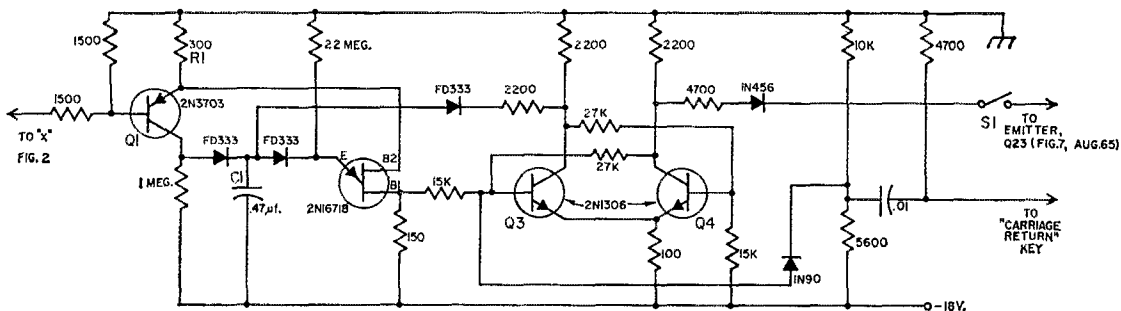 1500
300
R1
22 MEG.
2200
2200
10K
4700
1500
2N3703
FD333
2200
4700
IN456
TO "X"
FIG. 2
Q1
FD333
FD333
27K
27K
S1
TO
EMITTER,
Q23 (FIG.7, AUG.65)
1 MEG.
C1
.47µf.
E
B2
B1
2N1671B
15K
150
Q3
2N1306
Q4
100
15K
IN90
.01
5600
TO
"CARRIAGE
RETURN"
KEY
-18V.